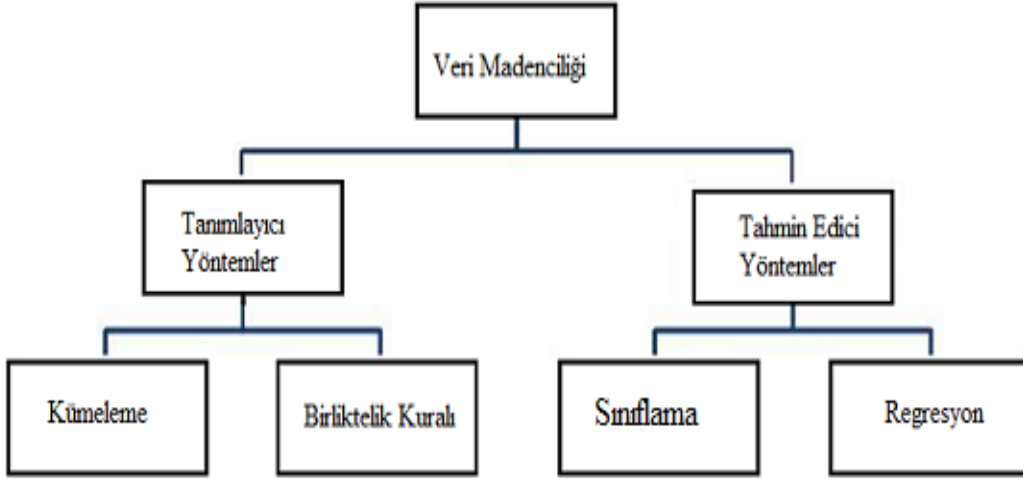 Veri Madenciliği
Tanımlayıcı
Yöntemler
Tahmin Edici
Yöntemler
Kümeleme
Birliktelik Kuralı
Sınıflama
Regresyon